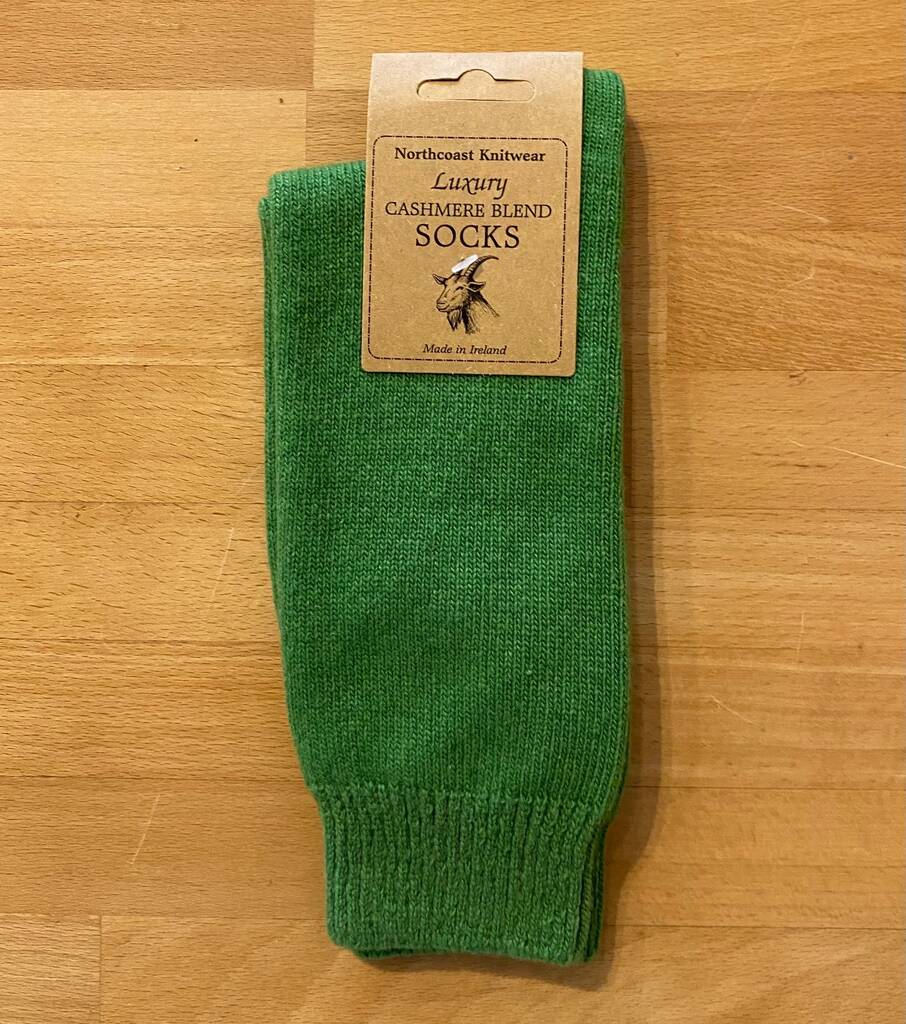 Northcoast Knitwear
Luxury
CASHMERE BLEND
SOCKS
Made in Ireland